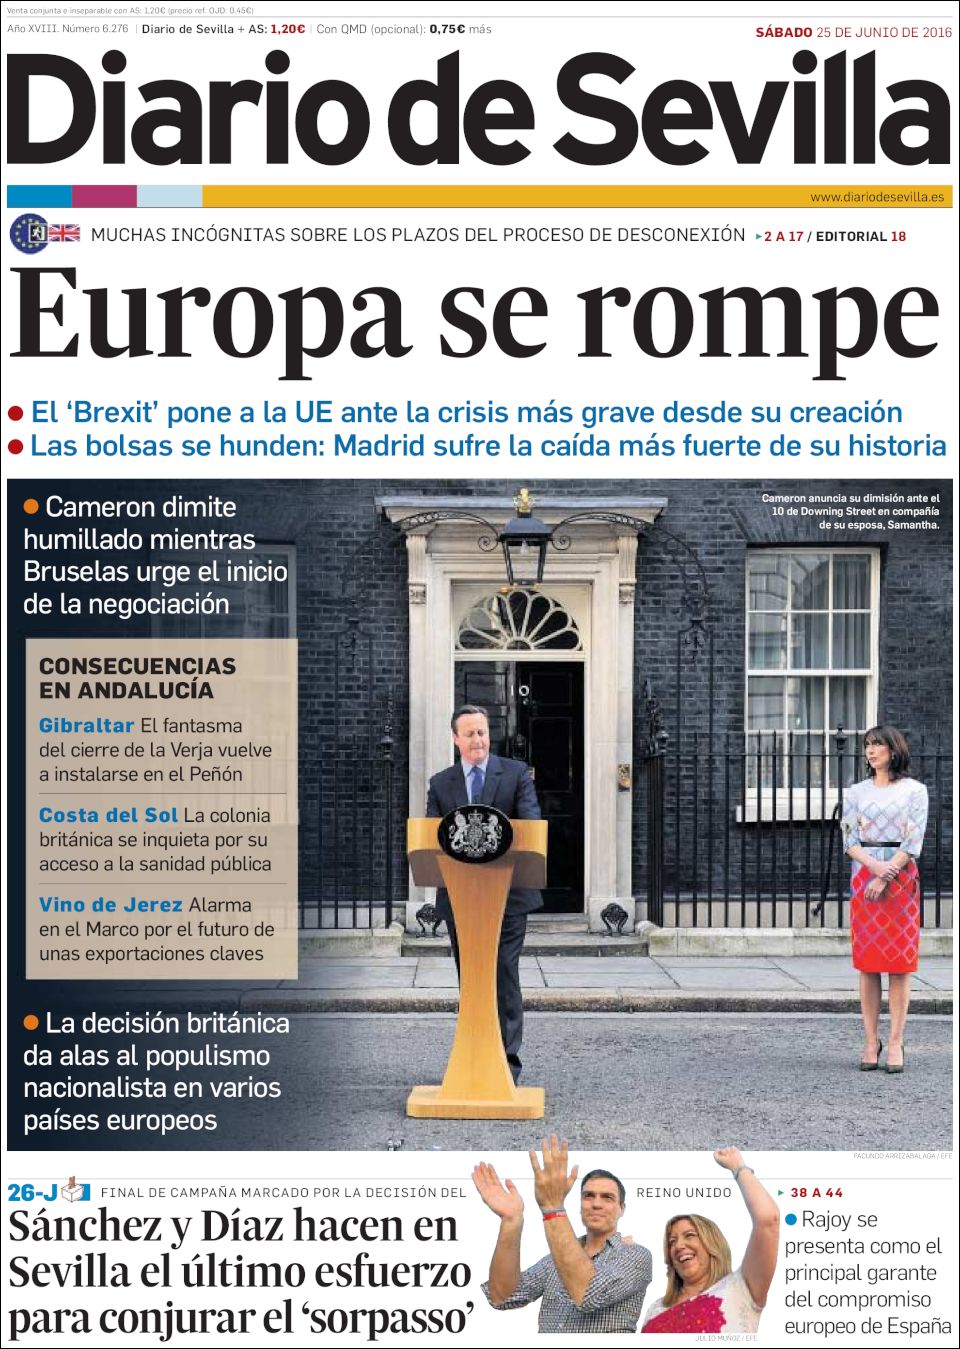 Venta conjunta e inseparable con AS: 1,20€ (precio ref. OJD: 0,45€)
Año XVIII. Número 6.276 | Diario de Sevilla + AS: 1,20€ | Con QMD (opcional): 0,75€ más
SÁBADO 25 DE JUNIO DE 2016
Diario de Sevilla
www.diariodesevilla.es
MUCHAS INCÓGNITAS SOBRE LOS PLAZOS DEL PROCESO DE DESCONEXIÓN 2 A 17 / EDITORIAL 18
Europa se rompe
El ‘Brexit’ pone a la UE ante la crisis más grave desde su creación
Las bolsas se hunden: Madrid sufre la caída más fuerte de su historia
Cameron dimite
humillado mientras
Bruselas urge el inicio
de la negociación
Cameron anuncia su dimisión ante el
10 de Downing Street en compañía
de su esposa, Samantha.
10
CONSECUENCIAS
EN ANDALUCÍA
Gibraltar El fantasma
del cierre de la Verja vuelve
a instalarse en el Peñón
Costa del Sol La colonia
británica se inquieta por su
acceso a la sanidad pública
Vino de Jerez Alarma
en el Marco por el futuro de
unas exportaciones claves
La decisión británica
da alas al populismo
nacionalista en varios
países europeos
FACUNDO ARRIZABALAGA / EFE
26-J FINAL DE CAMPAÑA MARCADO POR LA DECISIÓN DEL REINO UNIDO 38 A 44
Sánchez y Díaz hacen en
Sevilla el último esfuerzo
para conjurar el ‘sorpasso’
JULIO MUÑOZ / EFE
Rajoy se
presenta como el
principal garante
del compromiso
europeo de España